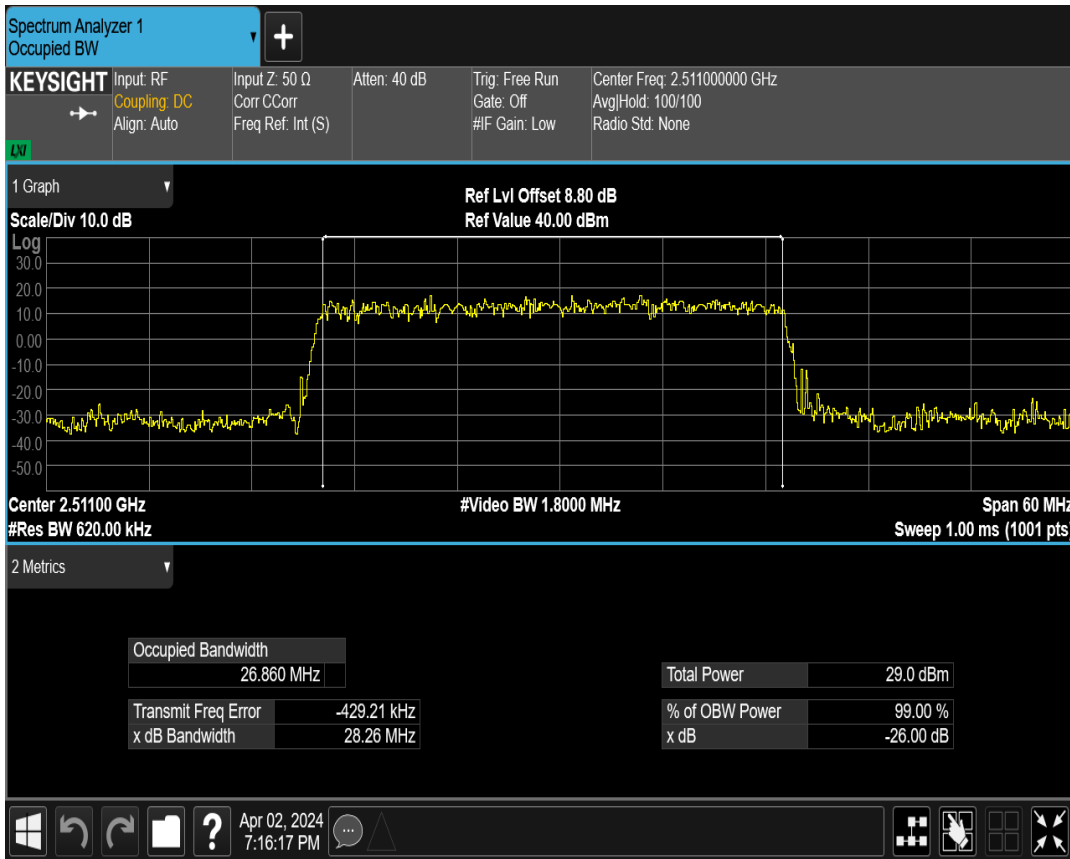 Spectrum Analyzer 1
Occupied BW
+
KEYSIGHT
LXI
Input: RF
Coupling: DC
Align: Auto
Input Z: 50 Ω
Corr CCorr
Freq Ref: Int (S)
Atten: 40 dB
Trig: Free Run
Gate: Off
#IF Gain: Low
Center Freq: 2.511000000 GHz
Avg|Hold: 100/100
Radio Std: None
1 Graph
Scale/Div 10.0 dB
Ref Lvl Offset 8.80 dB
Ref Value 40.00 dBm
Log
30.0
20.0
10.0
0.00
-10.0
-20.0
-30.0
-40.0
-50.0
Center 2.51100 GHz
#Video BW 1.8000 MHz
Span 60 MHz
#Res BW 620.00 kHz
Sweep 1.00 ms (1001 pts)
2 Metrics
Occupied Bandwidth
26.860 MHz
Total Power 29.0 dBm
Transmit Freq Error -429.21 kHz
% of OBW Power 99.00 %
x dB Bandwidth 28.26 MHz
x dB -26.00 dB
?
Apr 02, 2024
7:16:17 PM